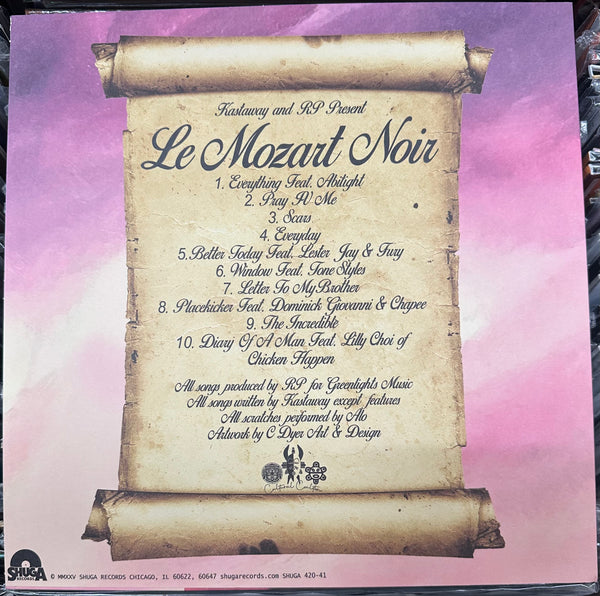 Kastaway and RP Present
Le Mozart Noir
1. Everything Feat. Abilight
2. Pray 4 Me
3. Scars
4. Everyday
5. Better Today Feat. Lester Jay & Fury
6. Window Feat. Tone Styles
7. Letter To My Brother
8. Placekicker Feat. Dominick Giovanni & Chapee
9. The Incredible
10. Diary Of A Man Feat. Lilly Choi of
Chicken Happen
All songs produced by RP for Greenlights Music
All songs written by Kastaway except features
All scratches performed by Alo
Artwork by C Dyer Art & Design
SHUGA
RECORDS
© MMXXV SHUGA RECORDS CHICAGO, IL 60622, 60647 shugarecords.com SHUGA 420-41